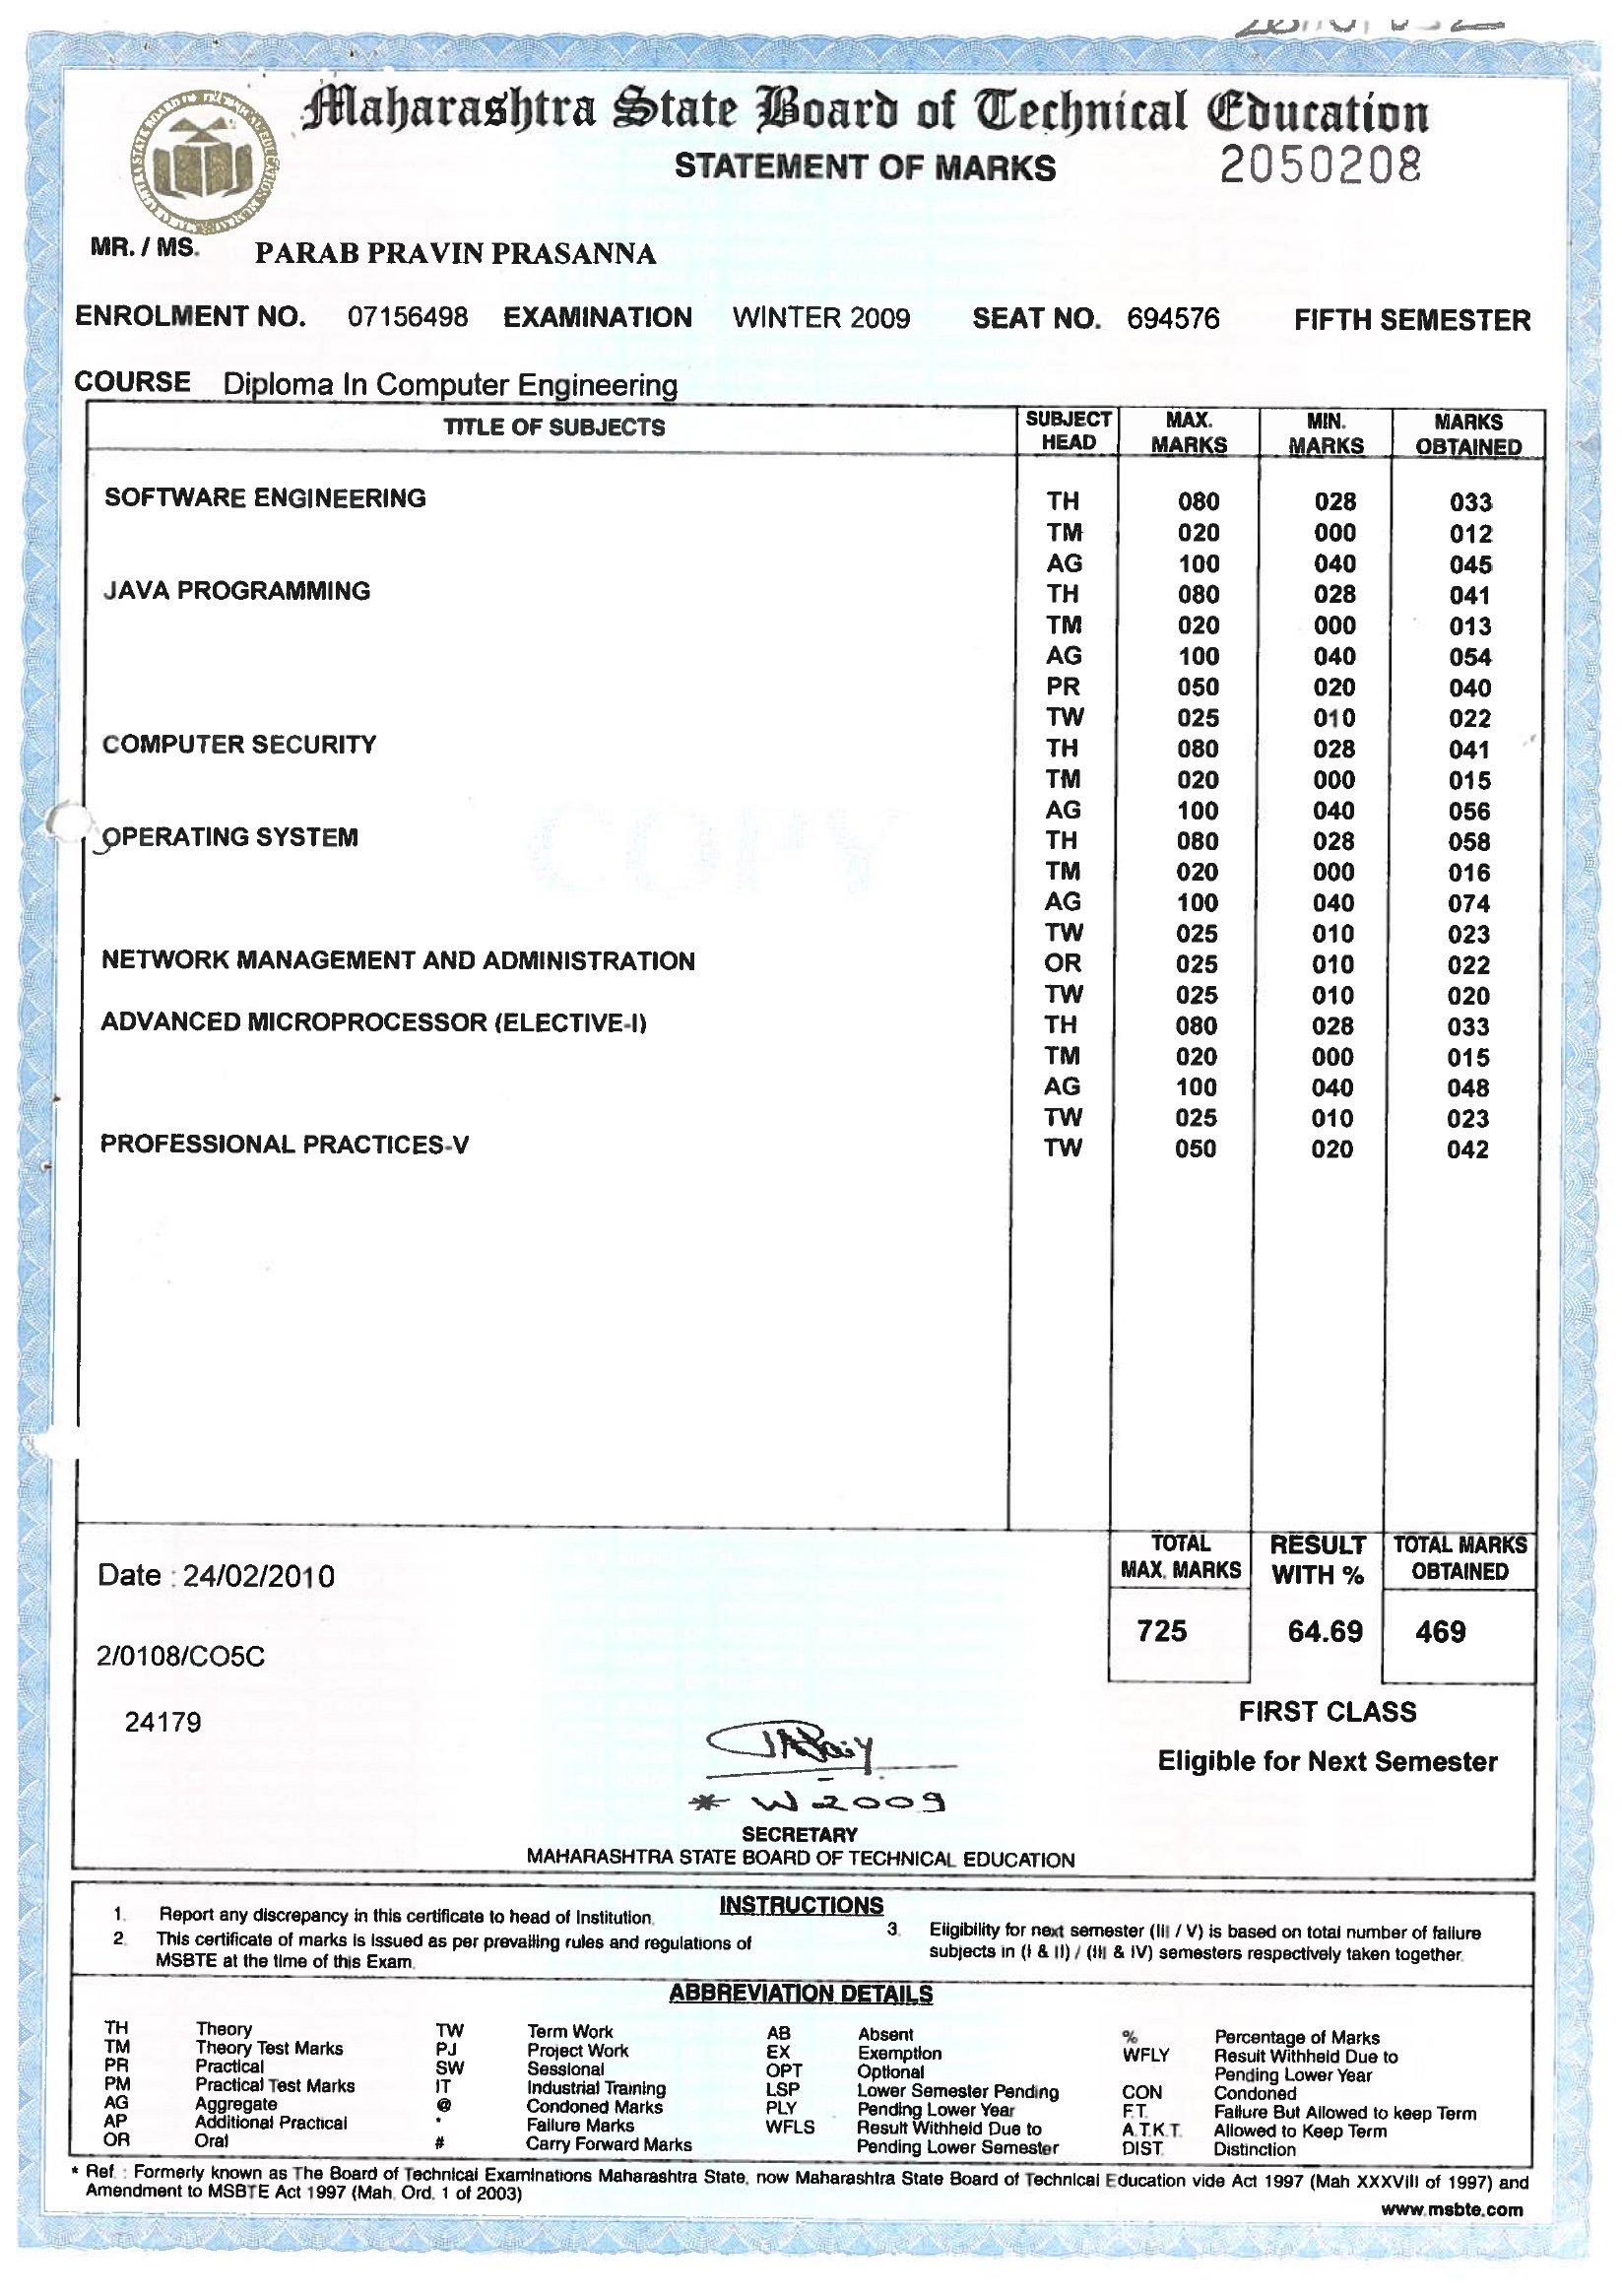 Maharashtra State Board of Technical Education
STATEMENT OF MARKS 2050208
MR. / MS. PARAB PRAVIN PRASANNA
ENROLMENT NO. 07156498 EXAMINATION WINTER 2009 SEAT NO. 694576 FIFTH SEMESTER
COURSE Diploma In Computer Engineering
TITLE OF SUBJECTS SUBJECT HEAD MAX. MARKS MIN. MARKS MARKS OBTAINED
SOFTWARE ENGINEERING TH 080 028 033
TM 020 000 012
AG 100 040 045
JAVA PROGRAMMING TH 080 028 041
TM 020 000 013
AG 100 040 054
PR 050 020 040
TW 025 010 022
COMPUTER SECURITY TH 080 028 041
TM 020 000 015
AG 100 040 056
OPERATING SYSTEM TH 080 028 058
TM 020 000 016
AG 100 040 074
TW 025 010 023
NETWORK MANAGEMENT AND ADMINISTRATION OR 025 010 022
TW 025 010 020
ADVANCED MICROPROCESSOR (ELECTIVE-I) TH 080 028 033
TM 020 000 015
AG 100 040 048
TW 025 010 023
PROFESSIONAL PRACTICES-V TW 050 020 042
COPY
TOTAL MAX. MARKS RESULT WITH % TOTAL MARKS OBTAINED
Date : 24/02/2010
725 64.69 469
2/0108/CO5C
24179
FIRST CLASS
Eligible for Next Semester
* W 2009
SECRETARY
MAHARASHTRA STATE BOARD OF TECHNICAL EDUCATION
INSTRUCTIONS
1. Report any discrepancy in this certificate to head of Institution.
2. This certificate of marks is issued as per prevailing rules and regulations of
MSBTE at the time of this Exam.
3. Eligibility for next semester (III / V) is based on total number of failure
subjects in (I & II) / (III & IV) semesters respectively taken together.
ABBREVIATION DETAILS
TH Theory TW Term Work AB Absent % Percentage of Marks
TM Theory Test Marks PJ Project Work EX Exemption WFLY Result Withheld Due to
PR Practical SW Sessional OPT Optional Pending Lower Year
PM Practical Test Marks IT Industrial Training LSP Lower Semester Pending CON Condoned
AG Aggregate @ Condoned Marks PLY Pending Lower Year F.T. Failure But Allowed to keep Term
AP Additional Practical * Failure Marks WFLS Result Withheld Due to A.T.K.T. Allowed to Keep Term
OR Oral # Carry Forward Marks Pending Lower Semester DIST. Distinction
* Ref. : Formerly known as The Board of Technical Examinations Maharashtra State, now Maharashtra State Board of Technical Education vide Act 1997 (Mah XXXVIII of 1997) and
Amendment to MSBTE Act 1997 (Mah. Ord. 1 of 2003)
www.msbte.com